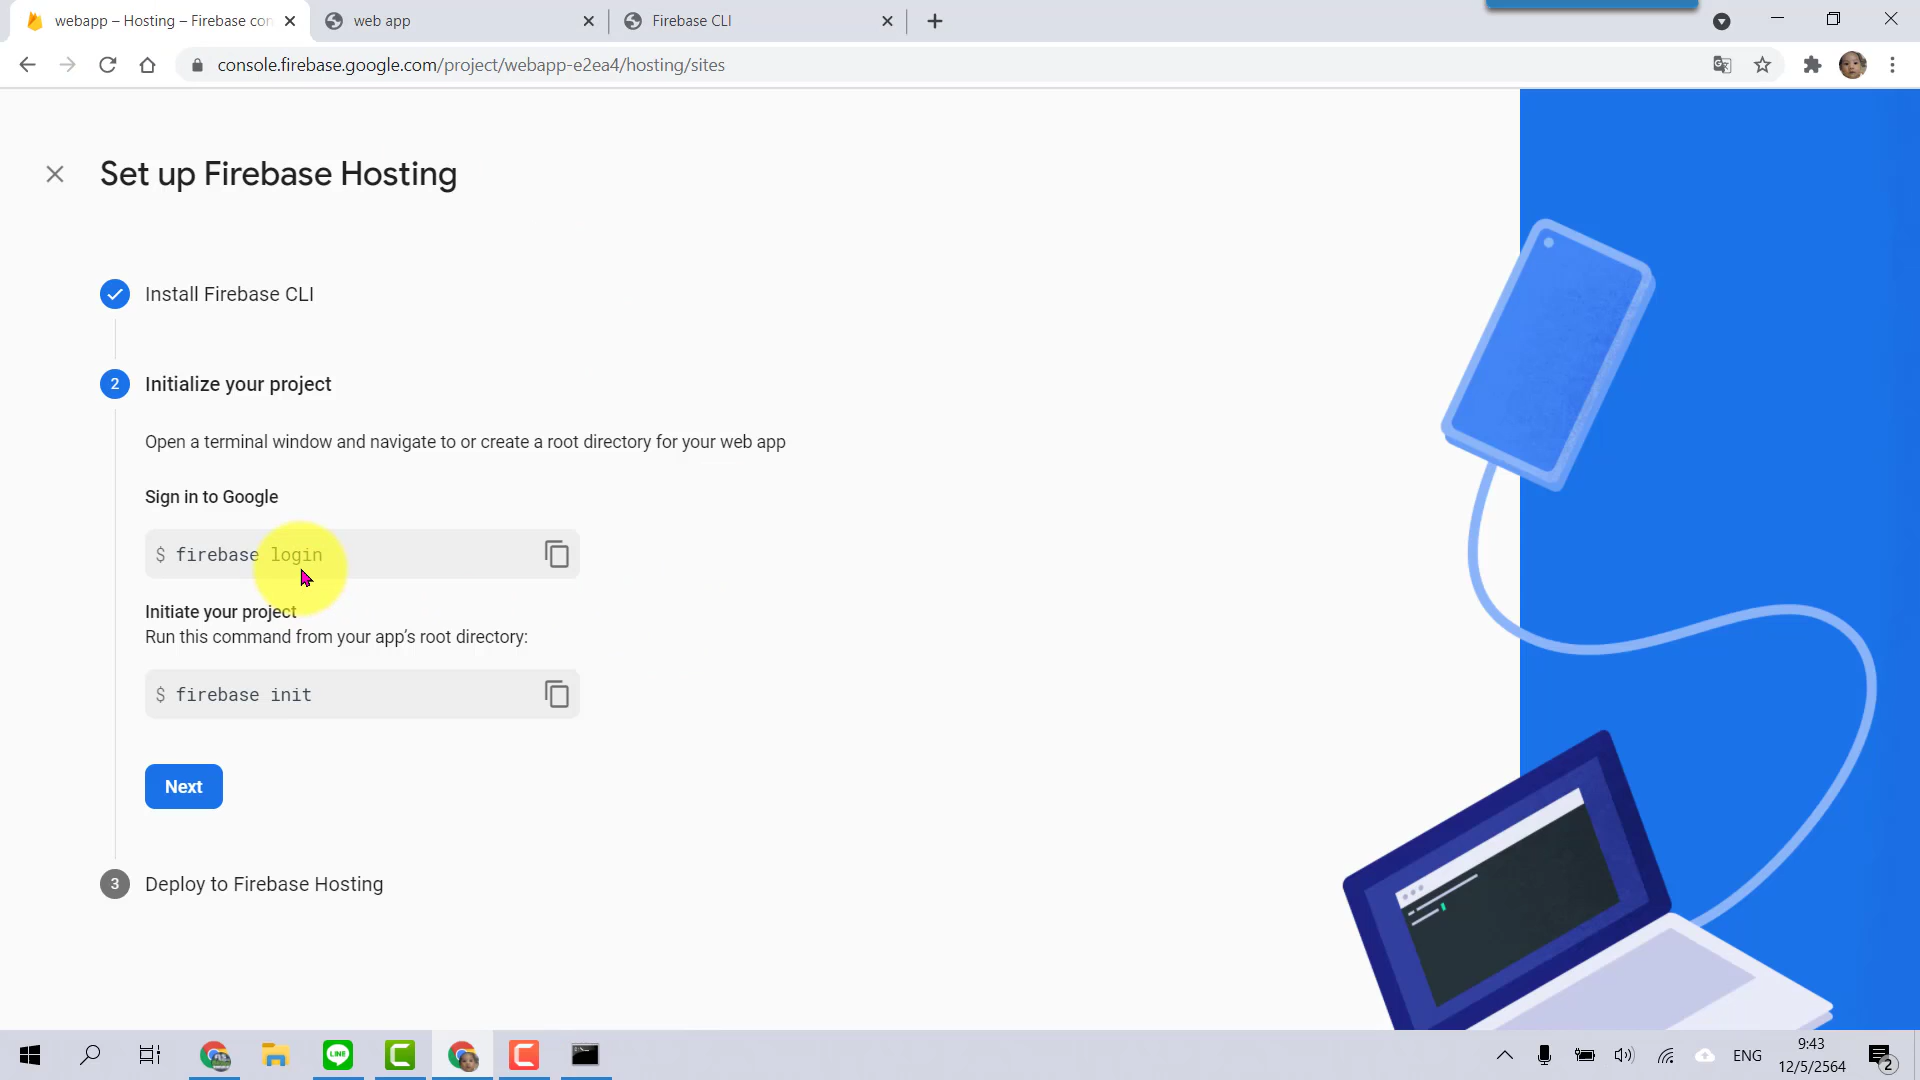 webapp – Hosting – Firebase con
web app
Firebase CLI
console.firebase.google.com/project/webapp-e2ea4/hosting/sites
Set up Firebase Hosting
Install Firebase CLI
2 Initialize your project
Open a terminal window and navigate to or create a root directory for your web app
Sign in to Google
$ firebase login
Initiate your project
Run this command from your app's root directory:
$ firebase init
Next
3 Deploy to Firebase Hosting
LINE
ENG
9:43
12/5/2564
2